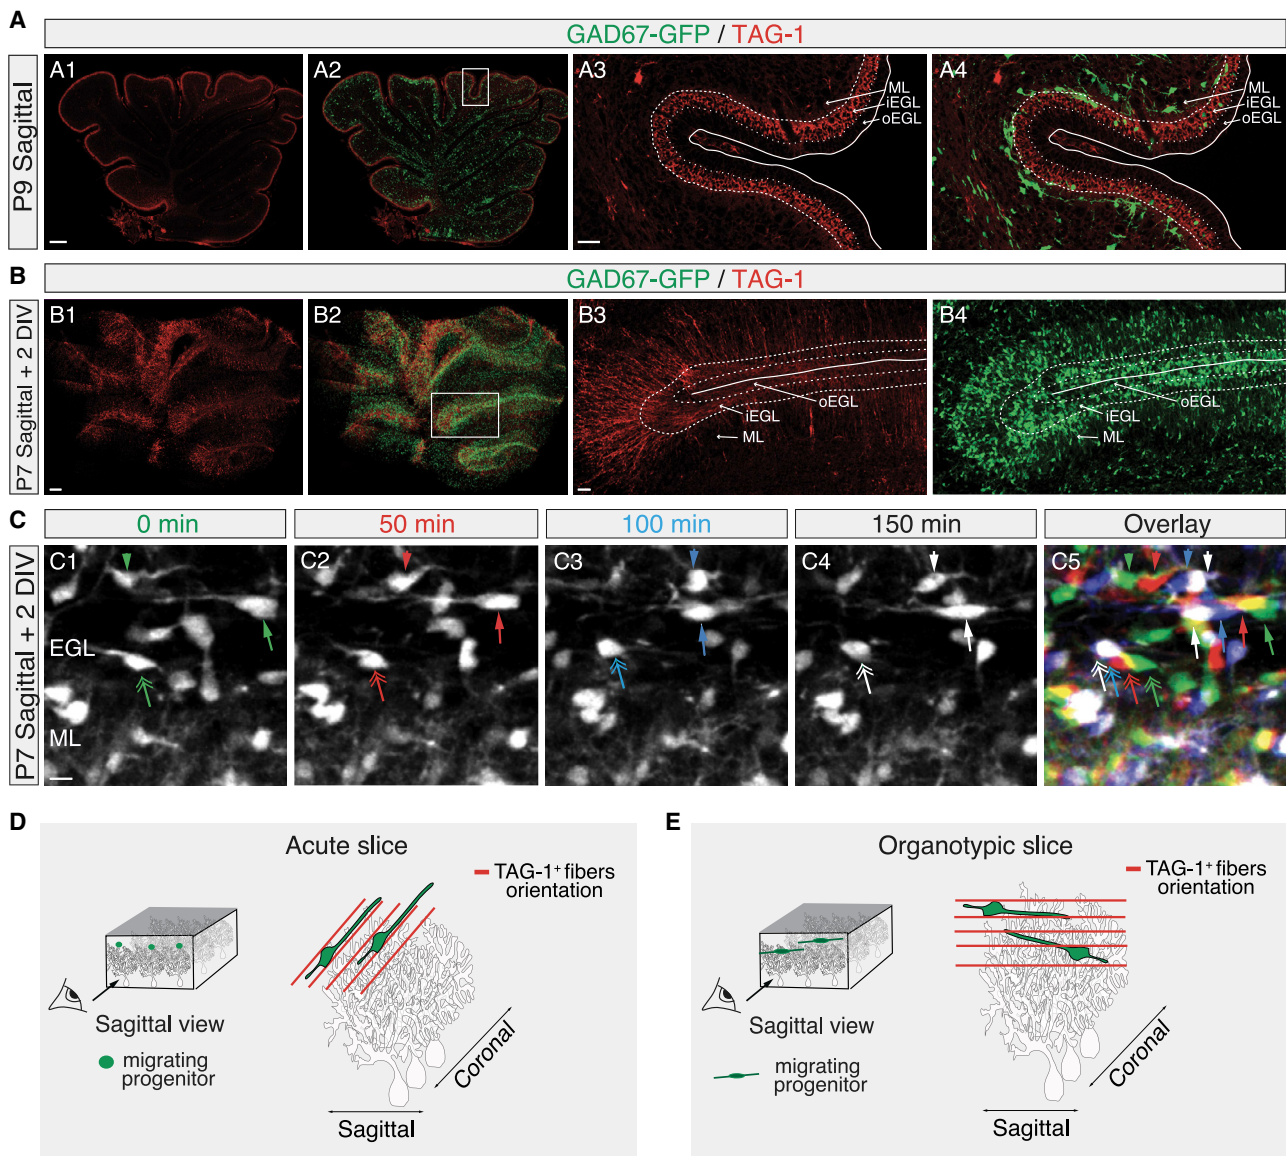 A
GAD67-GFP / TAG-1
P9 Sagittal
A1
A2
A3
ML
iEGL
oEGL
A4
ML
iEGL
oEGL
B
GAD67-GFP / TAG-1
P7 Sagittal + 2 DIV
B1
B2
B3
oEGL
iEGL
ML
B4
oEGL
iEGL
ML
C
0 min
50 min
100 min
150 min
Overlay
P7 Sagittal + 2 DIV
C1
EGL
ML
C2
C3
C4
C5
D
Acute slice
TAG-1+ fibers
orientation
Sagittal view
migrating
progenitor
Coronal
Sagittal
E
Organotypic slice
TAG-1+ fibers
orientation
Sagittal view
migrating
progenitor
Coronal
Sagittal